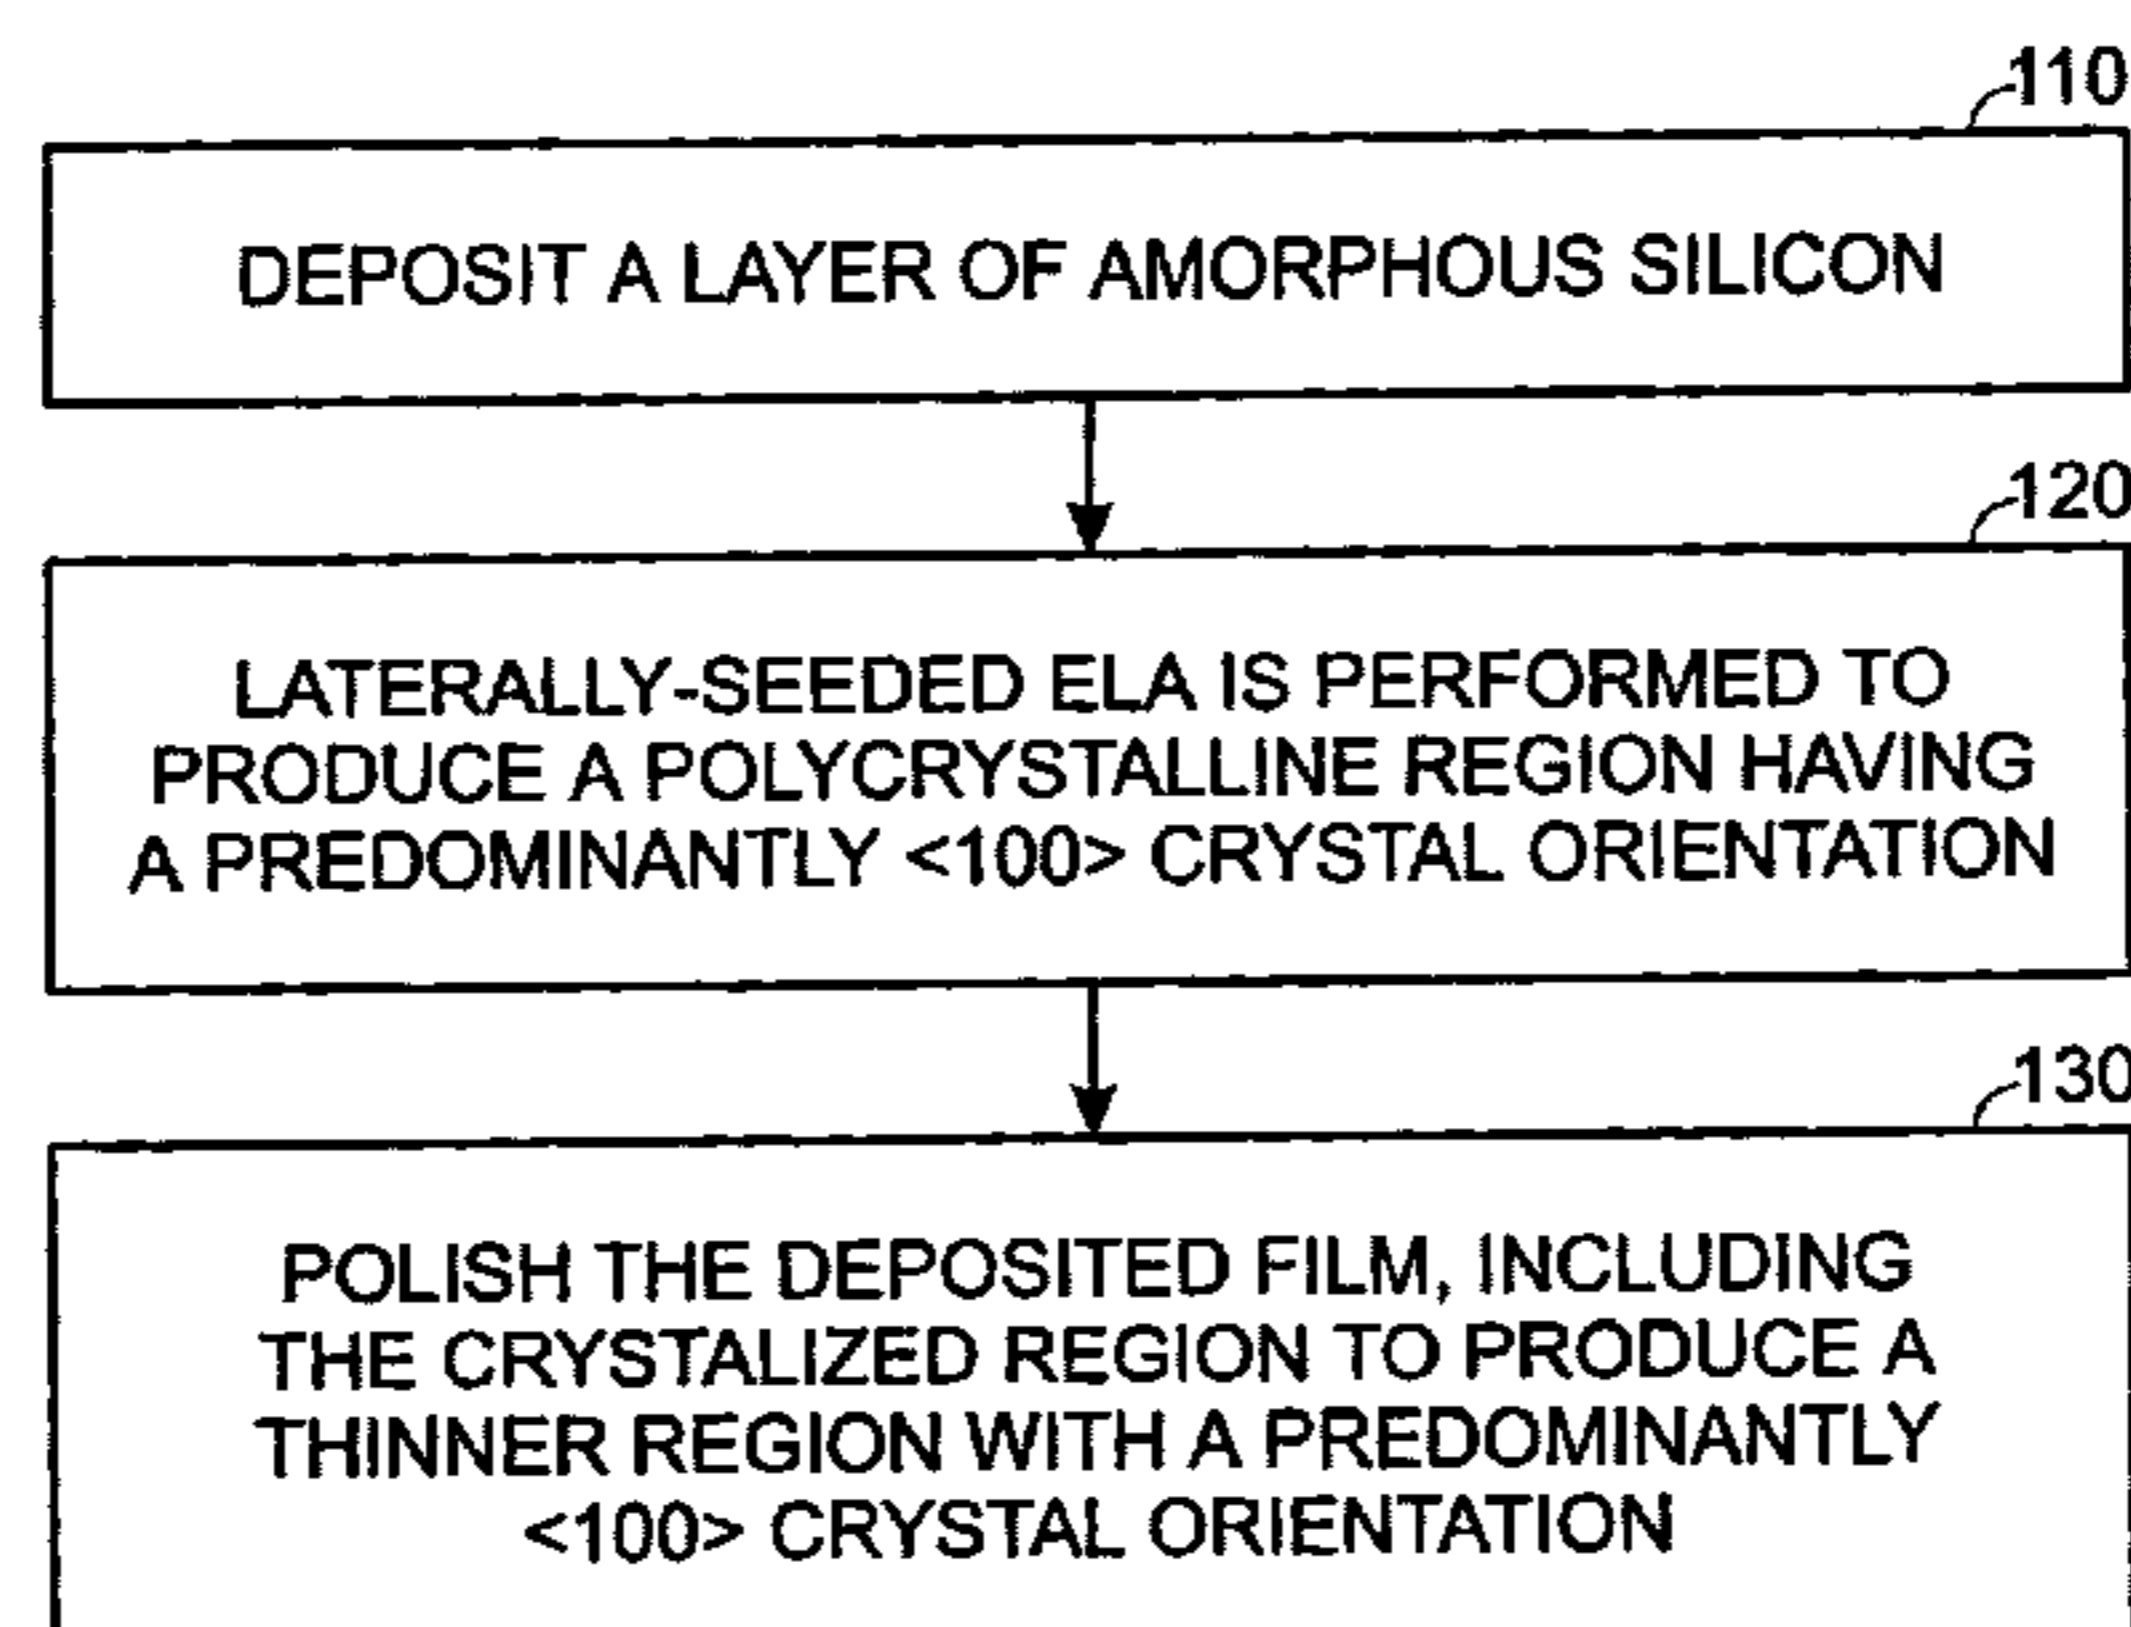 110
DEPOSIT A LAYER OF AMORPHOUS SILICON
120
LATERALLY-SEEDED ELA IS PERFORMED TO
PRODUCE A POLYCRYSTALLINE REGION HAVING
A PREDOMINANTLY <100> CRYSTAL ORIENTATION
130
POLISH THE DEPOSITED FILM, INCLUDING
THE CRYSTALIZED REGION TO PRODUCE A
THINNER REGION WITH A PREDOMINANTLY
<100> CRYSTAL ORIENTATION